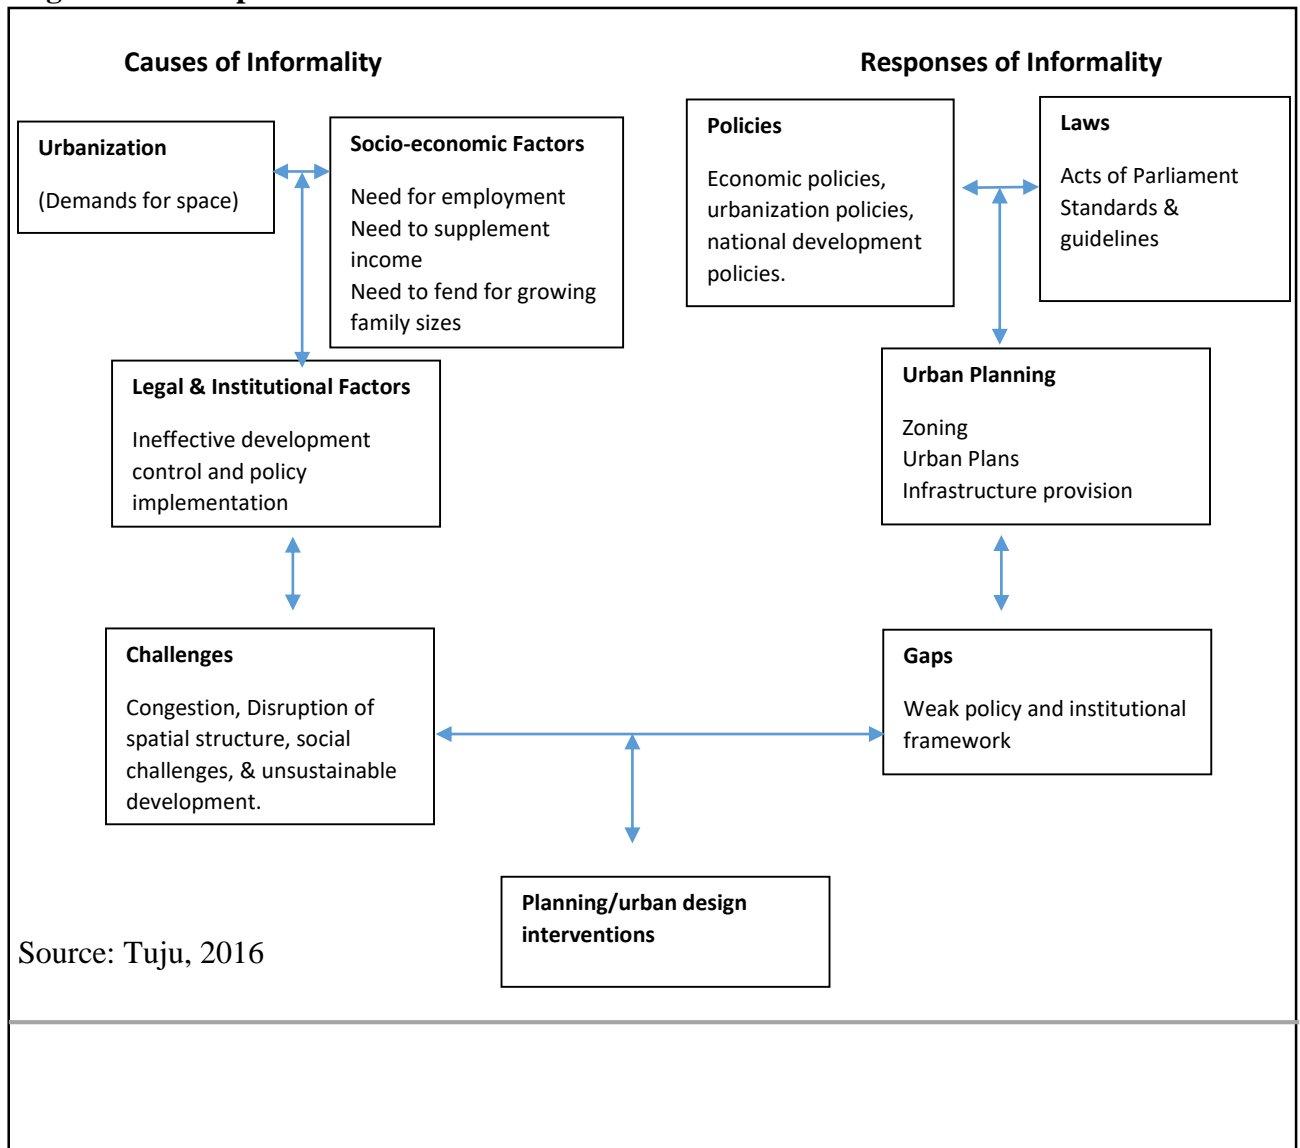 Causes of Informality
Responses of Informality
Urbanization
(Demands for space)
Socio-economic Factors
Need for employment
Need to supplement
income
Need to fend for growing
family sizes
Policies
Economic policies,
urbanization policies,
national development
policies.
Laws
Acts of Parliament
Standards &
guidelines
Legal & Institutional Factors
Ineffective development
control and policy
implementation
Urban Planning
Zoning
Urban Plans
Infrastructure provision
Challenges
Congestion, Disruption of
spatial structure, social
challenges, & unsustainable
development.
Gaps
Weak policy and institutional
framework
Planning/urban design
interventions
Source: Tuju, 2016